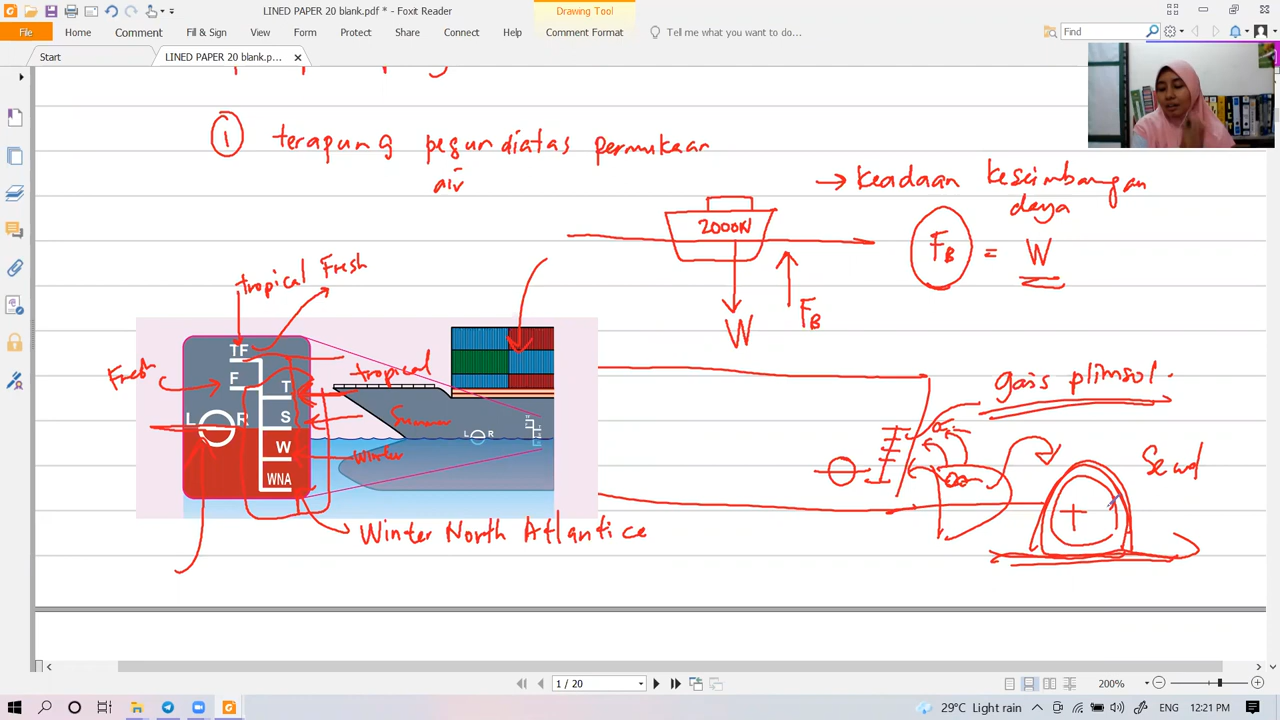 LINED PAPER 20 blank.pdf * - Foxit Reader
Drawing Tool
File Home Comment Fill & Sign View Form Protect Share Connect Help Comment Format Tell me what you want to do... Find
Start LINED PAPER 20 blank.p...
1 terapung pegun diatas permukaan
air
→ Keadaan keseimbangan
daya
2000N
FB = W
W
FB
tropical Fresh
TF
Fresh
F
T
tropical
L R
S
Summer
W
Winter
WNA
Winter North Atlantice
L R
gais plimsol.
+
1 / 20
200%
29°C Light rain
ENG 12:21 PM